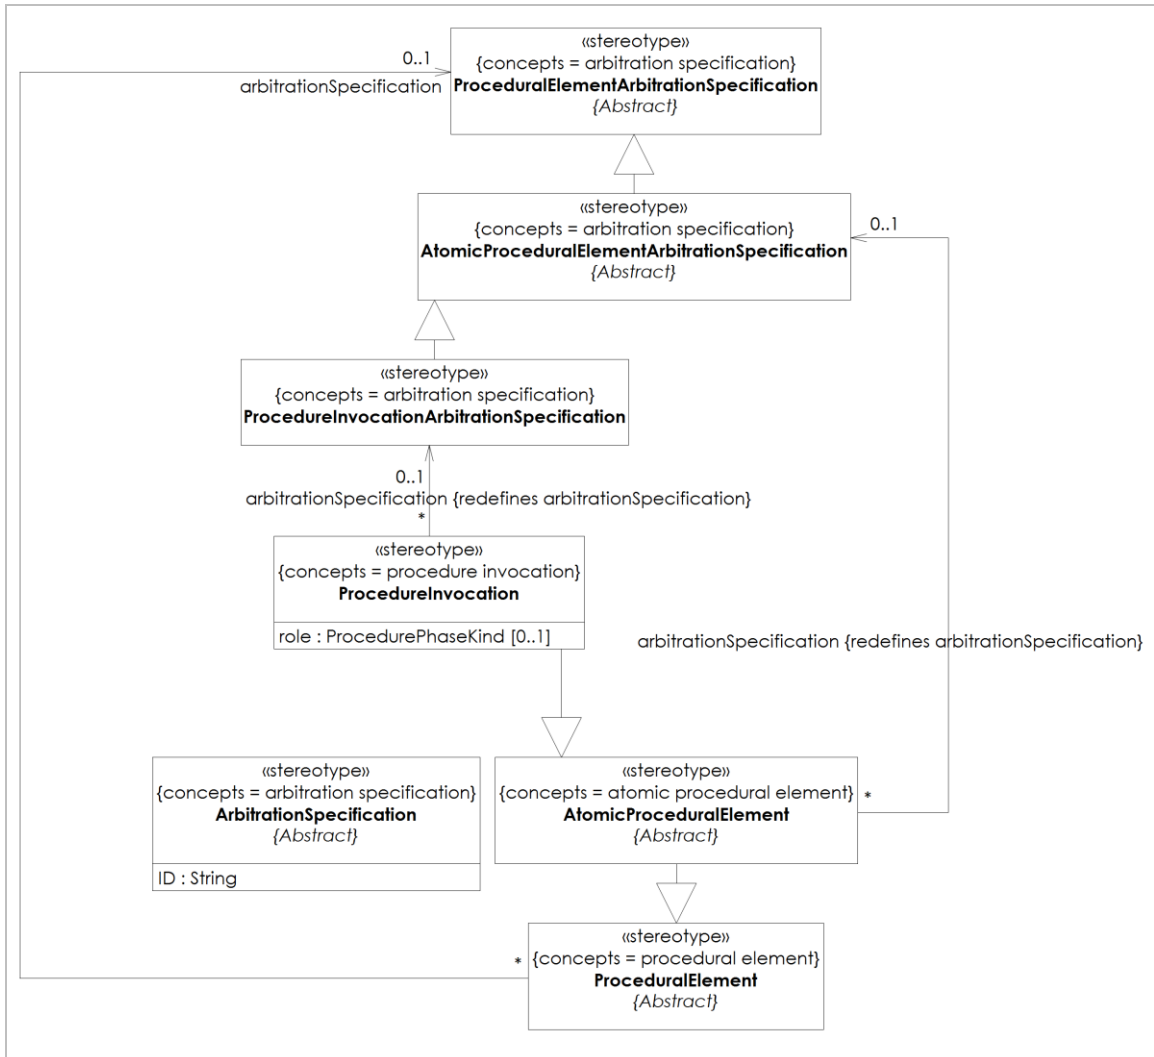 «stereotype»
{concepts = arbitration specification}
ProceduralElementArbitrationSpecification
{Abstract}
0..1
arbitrationSpecification
«stereotype»
{concepts = arbitration specification}
AtomicProceduralElementArbitrationSpecification
{Abstract}
0..1
«stereotype»
{concepts = arbitration specification}
ProcedureInvocationArbitrationSpecification
0..1
arbitrationSpecification {redefines arbitrationSpecification}
*
«stereotype»
{concepts = procedure invocation}
ProcedureInvocation
role : ProcedurePhaseKind [0..1]
arbitrationSpecification {redefines arbitrationSpecification}
«stereotype»
{concepts = arbitration specification}
ArbitrationSpecification
{Abstract}
ID : String
«stereotype»
{concepts = atomic procedural element}
AtomicProceduralElement
{Abstract}
*
«stereotype»
{concepts = procedural element}
ProceduralElement
{Abstract}
*